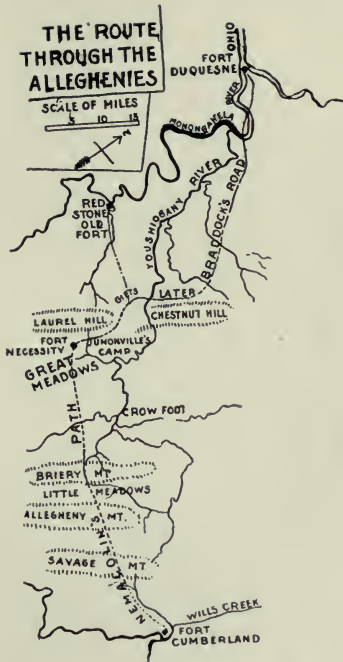 THE ROUTE
THROUGH THE
ALLEGHENIES
SCALE OF MILES
5 10 15
N
OHIO
FORT
DUQUESNE
RIVER
MONONGAHELA
RED
STONE
OLD
FORT
YOUSHIOGANY RIVER
BRADDOCK'S ROAD
GISTS
LATER
LAUREL HILL
CHESTNUT HILL
FORT
NECESSITY
JUMONVILLE'S
CAMP
GREAT
MEADOWS
PATH
CROW FOOT
BRIERY MT.
LITTLE MEADOWS
ALLEGHENY MT.
NEMACOLIN'S
SAVAGE MT.
WILLS CREEK
FORT
CUMBERLAND